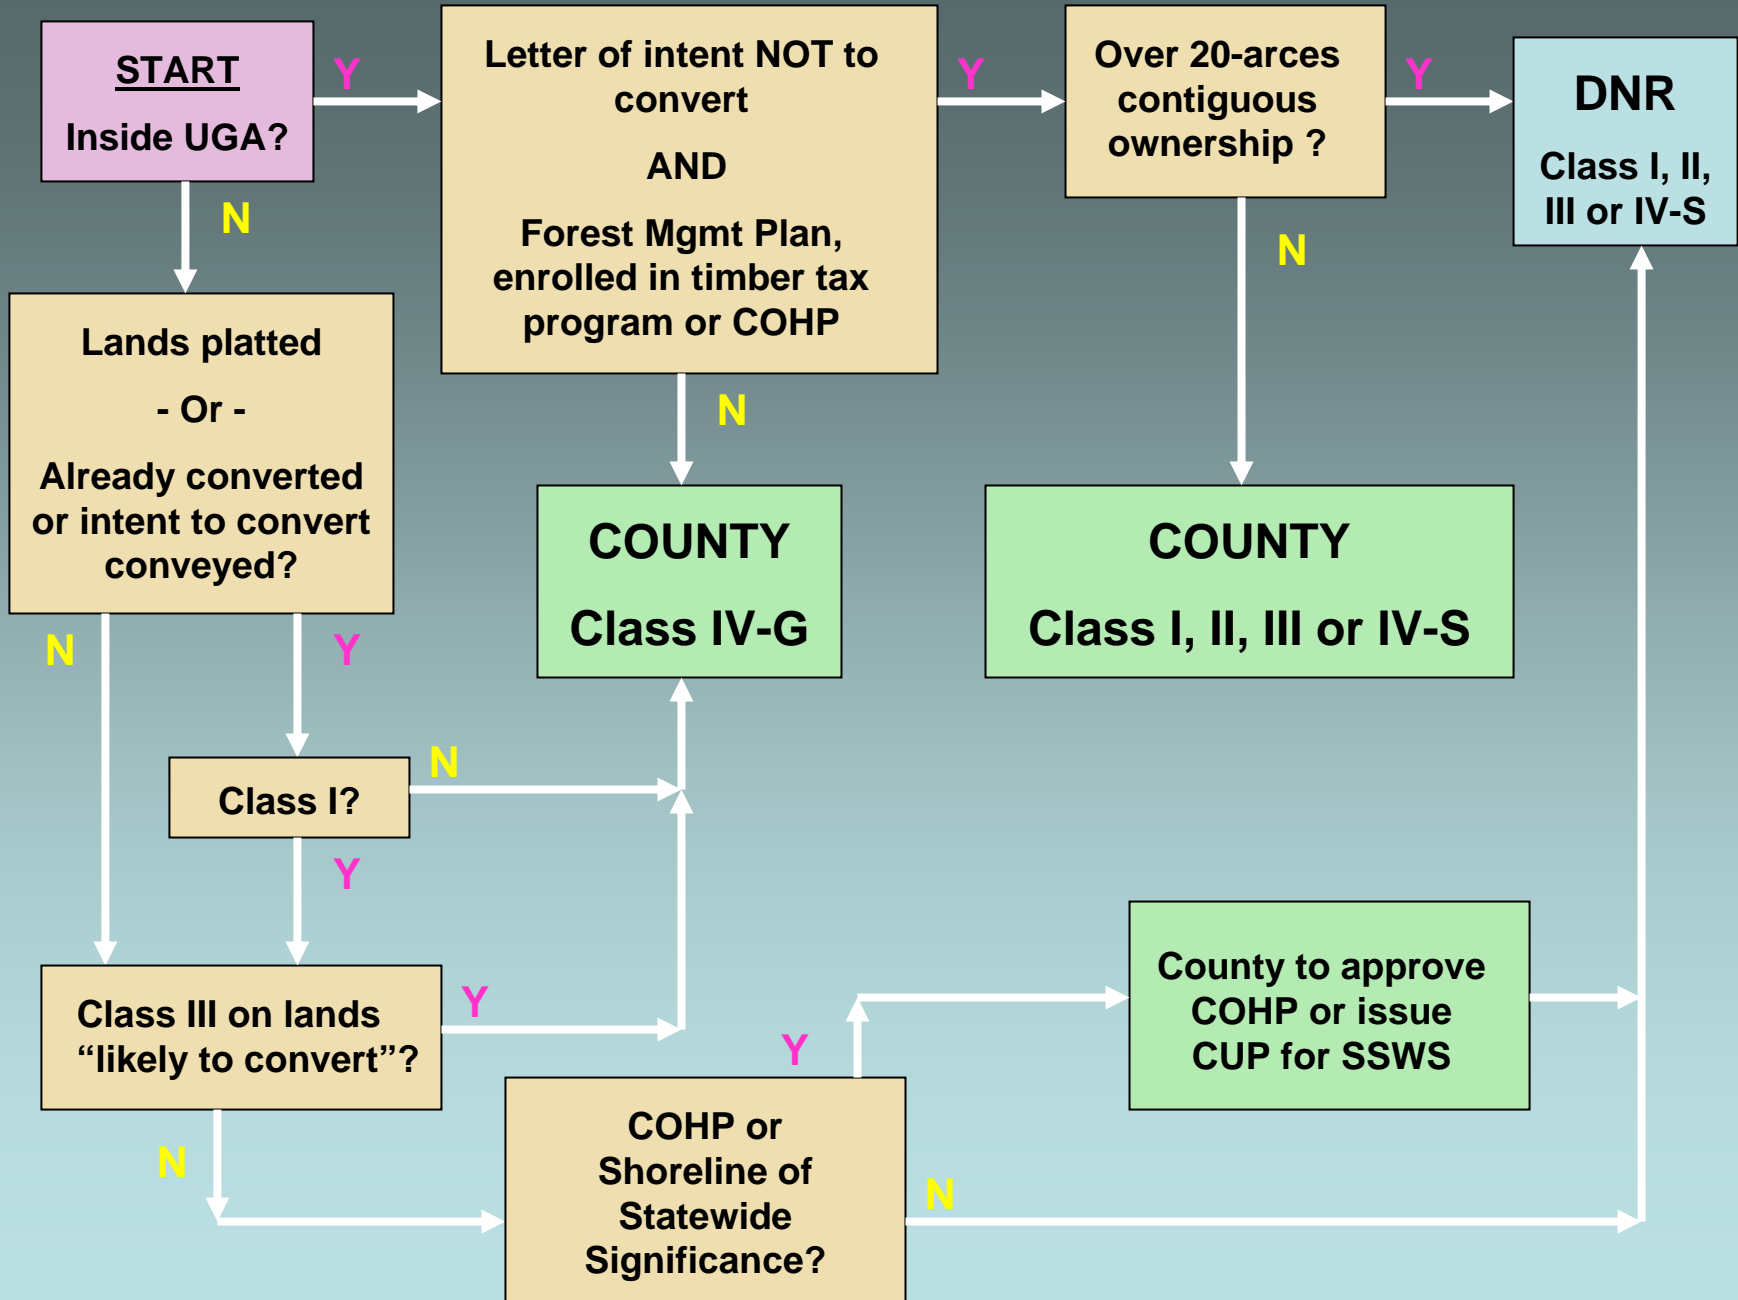 START
Inside UGA?
Y
Letter of intent NOT to
convert
AND
Forest Mgmt Plan,
enrolled in timber tax
program or COHP
Y
Over 20-arces
contiguous
ownership ?
Y
DNR
Class I, II,
III or IV-S
N
N
N
Lands platted
- Or -
Already converted
or intent to convert
conveyed?
COUNTY
Class IV-G
COUNTY
Class I, II, III or IV-S
N
Y
Class I?
N
Y
Class III on lands
“likely to convert”?
Y
N
COHP or
Shoreline of
Statewide
Significance?
Y
N
County to approve
COHP or issue
CUP for SSWS